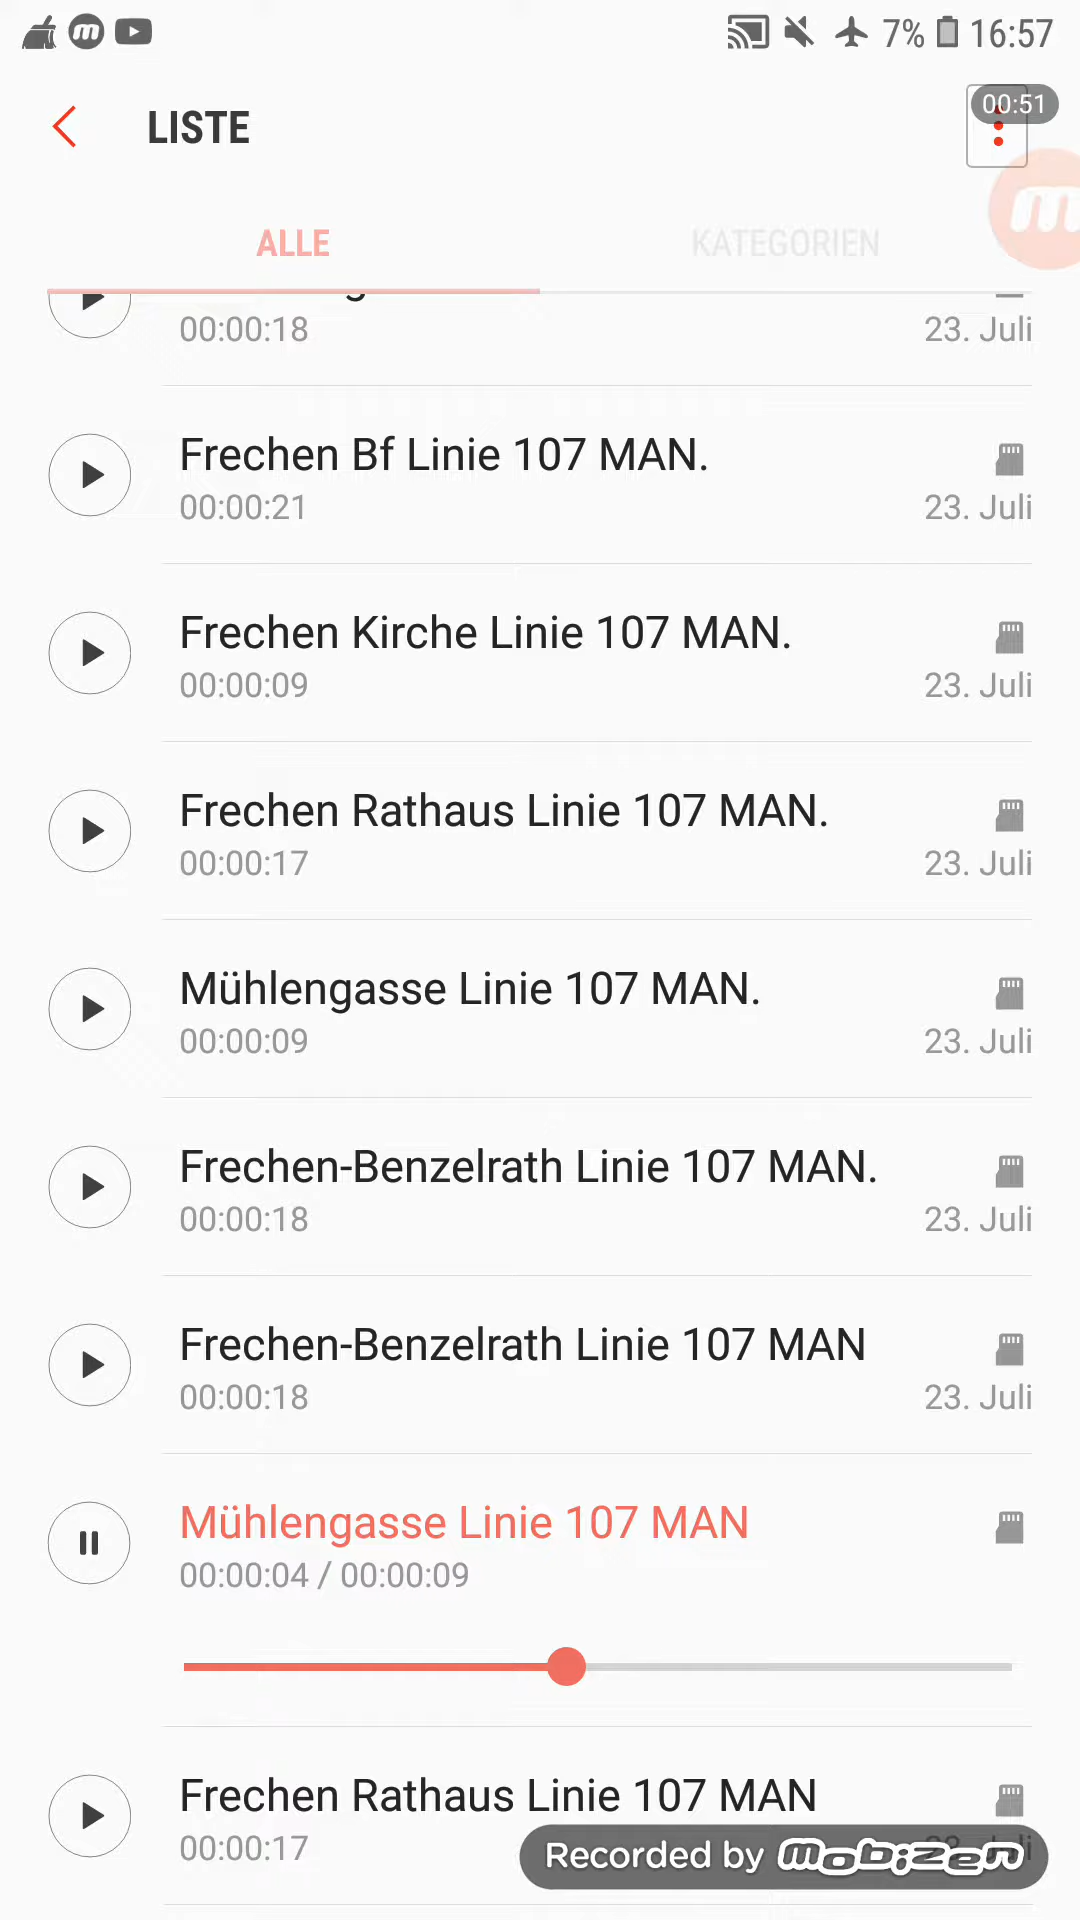 7% 16:57
LISTE
00:51
ALLE KATEGORIEN
00:00:18 23. Juli
Frechen Bf Linie 107 MAN.
00:00:21 23. Juli
Frechen Kirche Linie 107 MAN.
00:00:09 23. Juli
Frechen Rathaus Linie 107 MAN.
00:00:17 23. Juli
Mühlengasse Linie 107 MAN.
00:00:09 23. Juli
Frechen-Benzelrath Linie 107 MAN.
00:00:18 23. Juli
Frechen-Benzelrath Linie 107 MAN
00:00:18 23. Juli
Mühlengasse Linie 107 MAN
00:00:04 / 00:00:09
Frechen Rathaus Linie 107 MAN
00:00:17 23. Juli
Recorded by mobizen